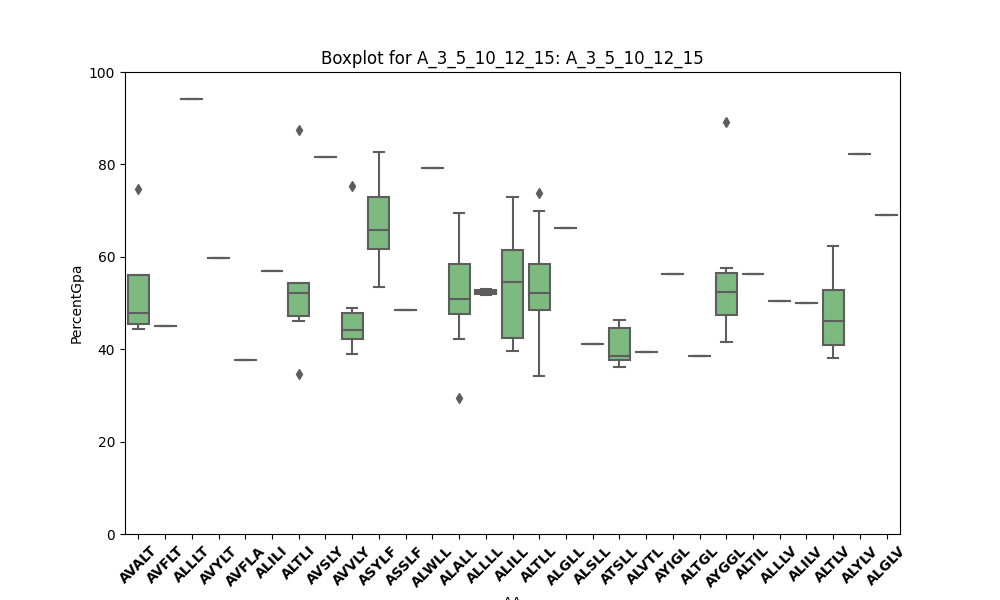 Boxplot for A_3_5_10_12_15: A_3_5_10_12_15
100
80
60
40
20
0
PercentGpa
AVALT AVFLT ALLLT AVYLT AVFLA ALILI ALTLI AVSLY AVVLY ASYLF ASSLF ALWLL ALALL ALLLL ALILL ALTLL ALGLL ALSLL ATSLL ALVTL AYIGL ALTGL AYGGL ALTIL ALLLV ALILV ALTLV ALYLV ALGLV